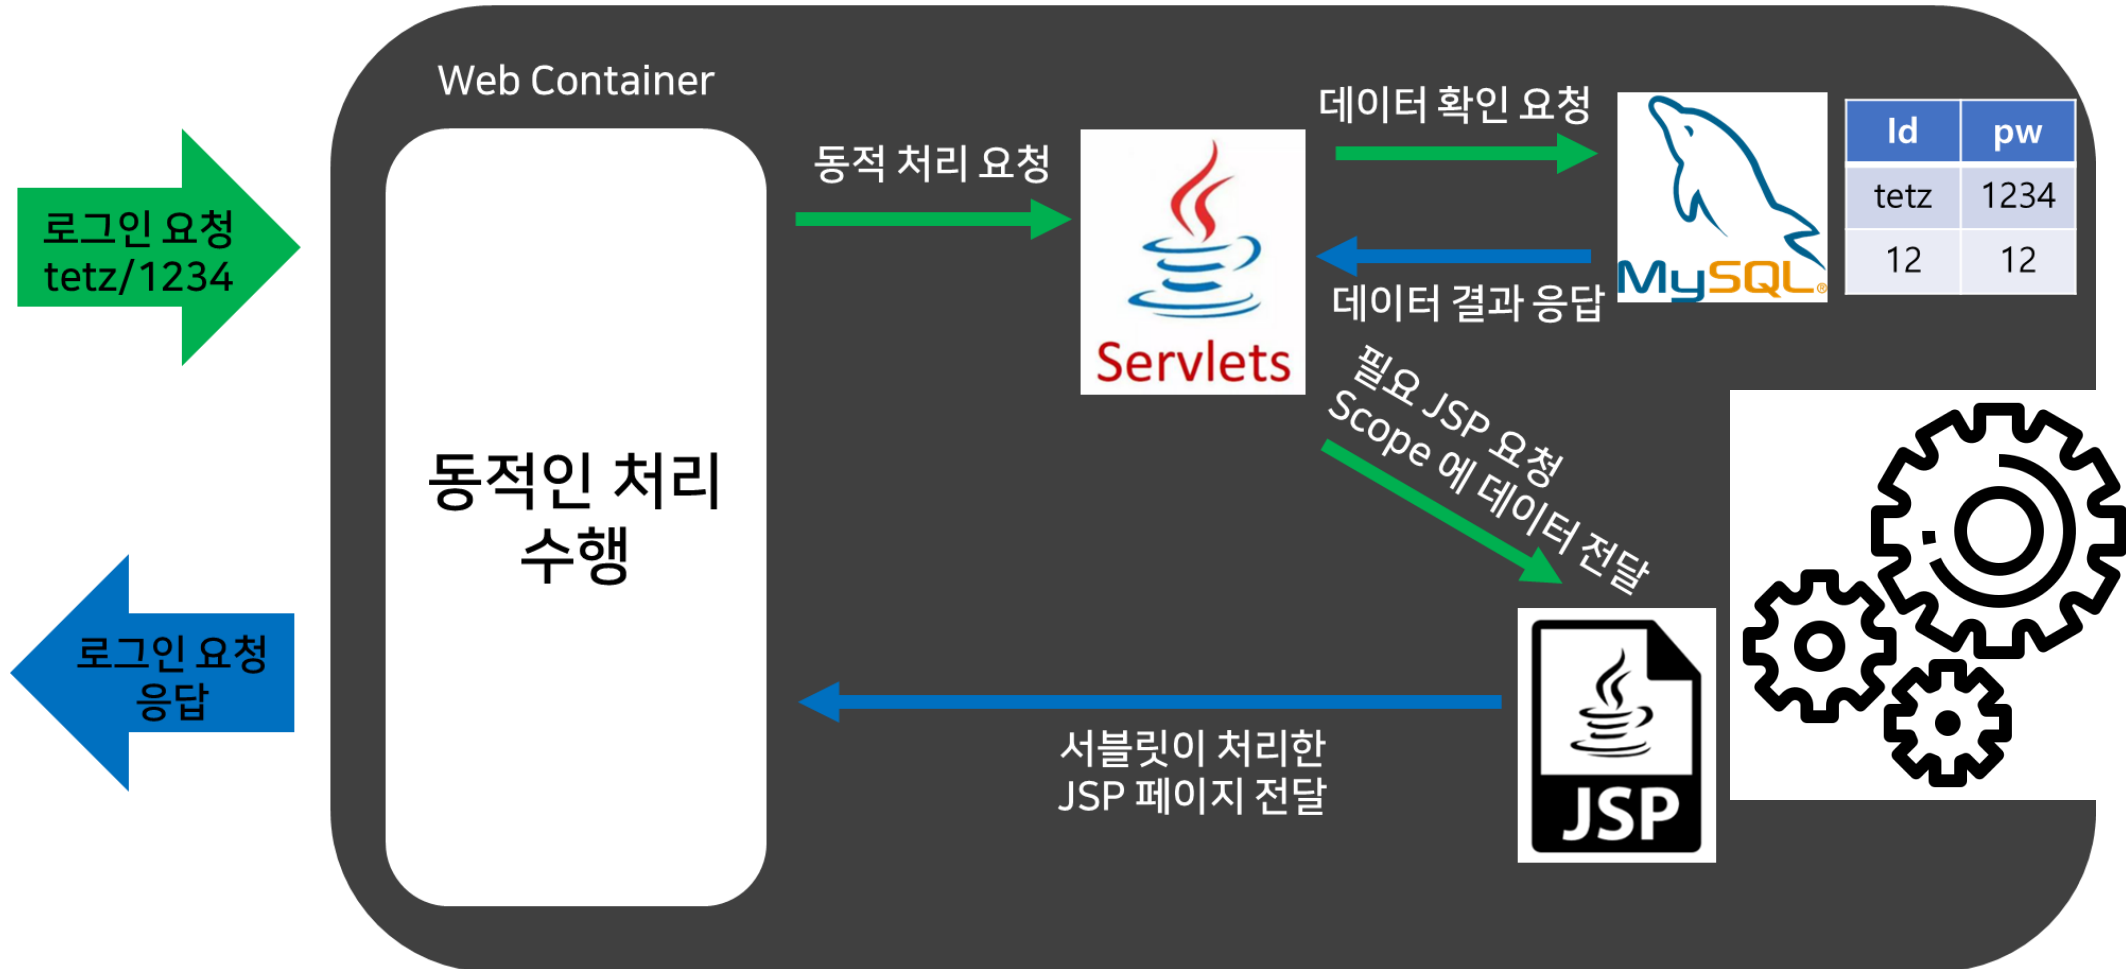 Web Container
로그인 요청
tetz/1234
동적인 처리
수행
로그인 요청
응답
동적 처리 요청
Servlets
데이터 확인 요청
데이터 결과 응답
MySQL®
Id pw
tetz 1234
12 12
필요 JSP 요청
Scope 에 데이터 전달
JSP
서블릿이 처리한
JSP 페이지 전달